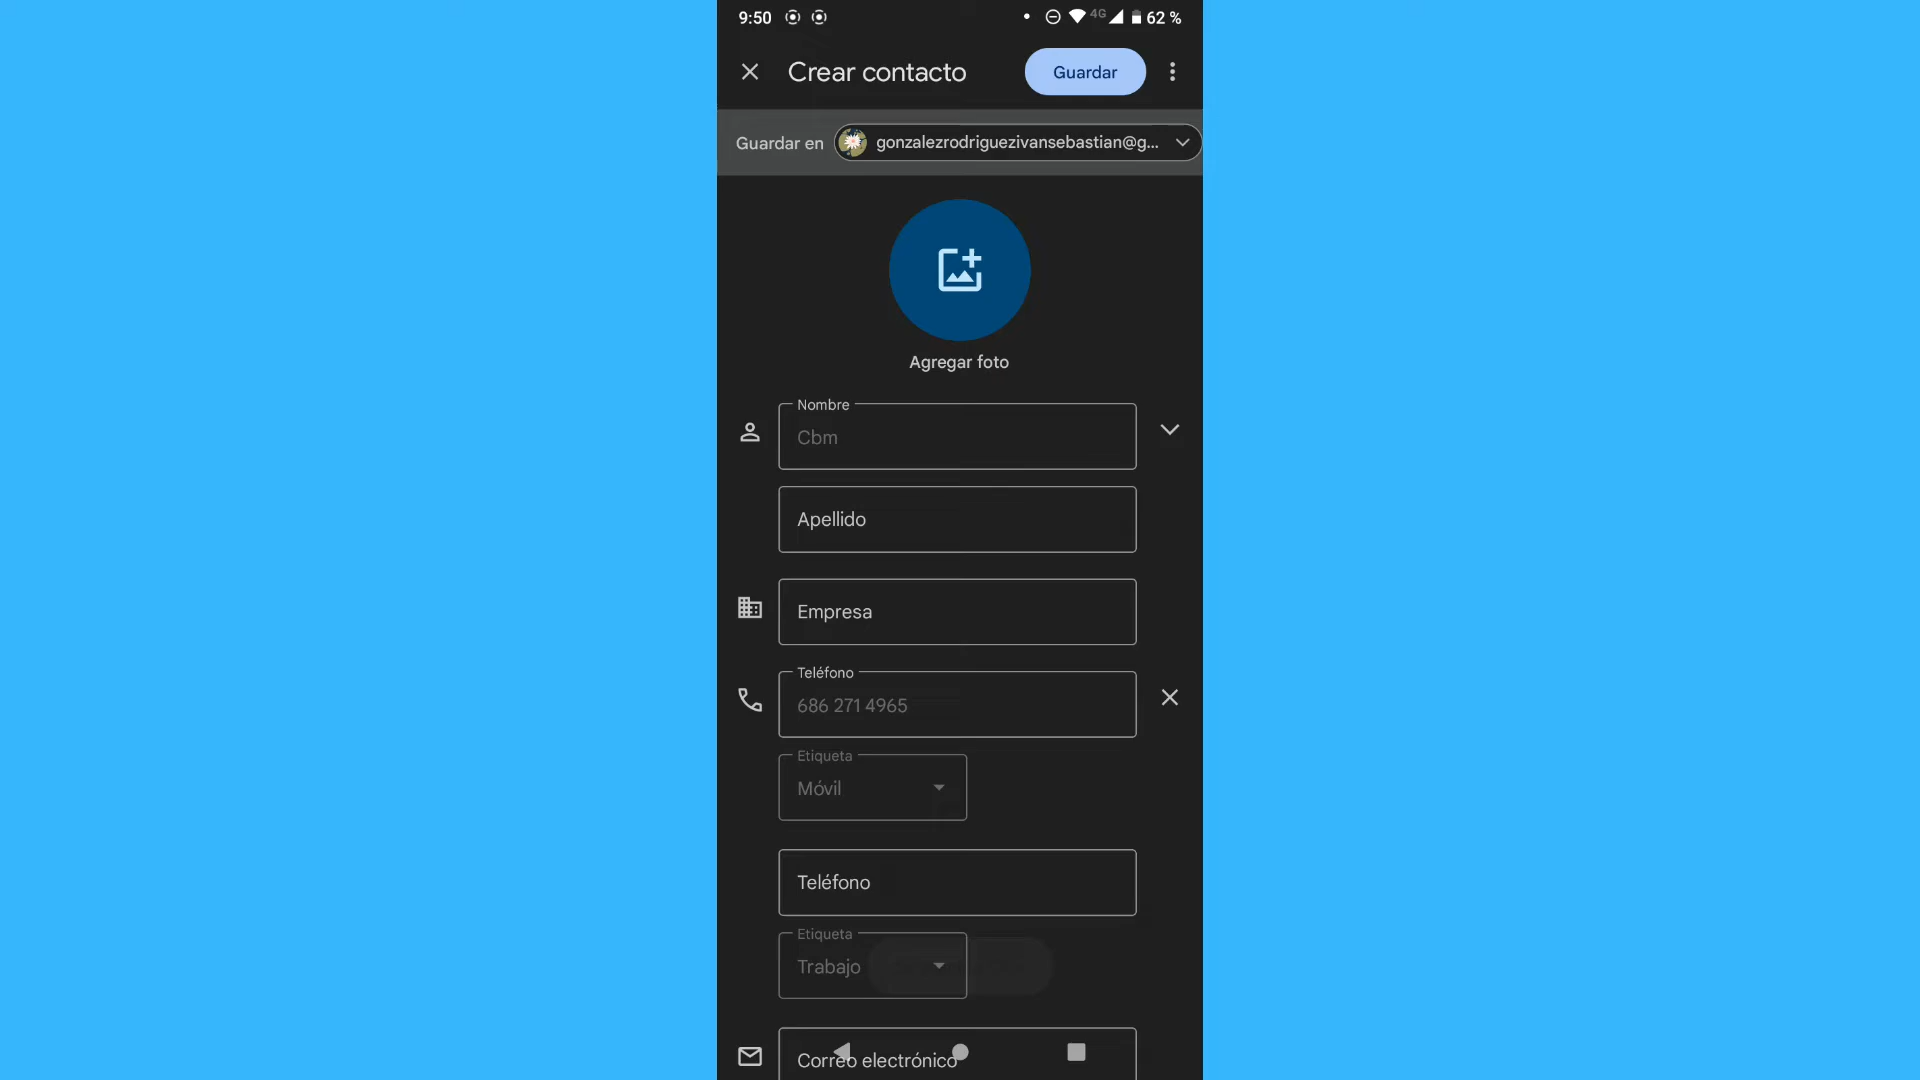 9:50 4G 62 %
Crear contacto Guardar
Guardar en gonzalezrodriguezivansebastian@g...
Agregar foto
Nombre
Cbm
Apellido
Empresa
Teléfono
686 271 4965
Etiqueta
Móvil
Teléfono
Etiqueta
Trabajo
Correo electrónico